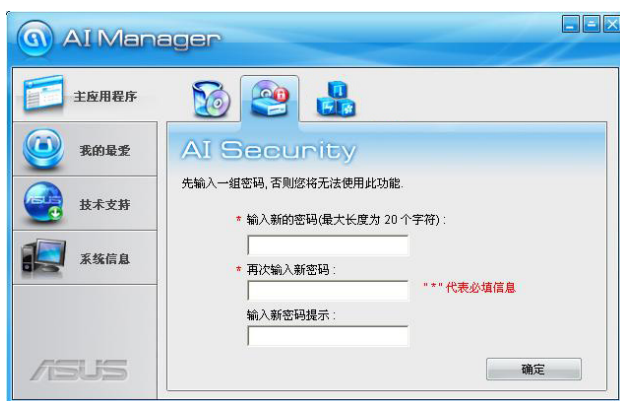 AI Manager
主应用程序
我的最爱
技术支持
系统信息
AI Security
先输入一组密码, 否则您将无法使用此功能.
* 输入新的密码(最大长度为 20 个字符) :
* 再次输入新密码 :
"*" 代表必填信息
输入新密码提示 :
确定
/ISUS